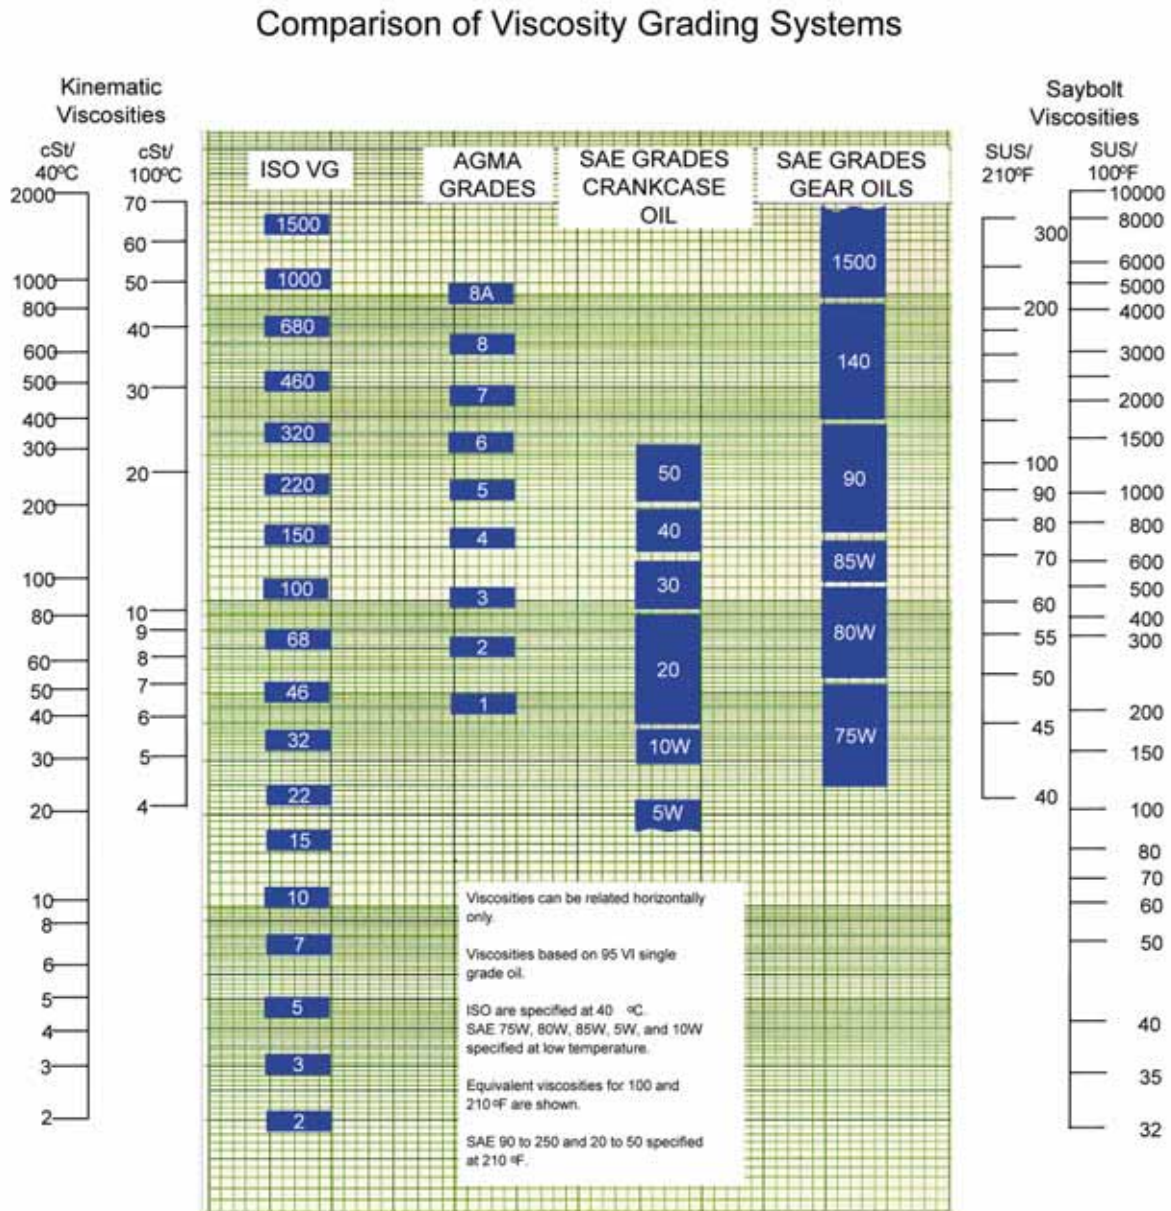 Comparison of Viscosity Grading Systems
Kinematic
Viscosities
cSt/
40ºC
cSt/
100ºC
2000
1000
800
600
500
400
300
200
100
80
60
50
40
30
20
10
8
6
5
4
3
2
70
60
50
40
30
20
10
9
8
7
6
5
4
ISO VG
1500
1000
680
460
320
220
150
100
68
46
32
22
15
10
7
5
3
2
AGMA
GRADES
8A
8
7
6
5
4
3
2
1
SAE GRADES
CRANKCASE
OIL
50
40
30
20
10W
5W
SAE GRADES
GEAR OILS
1500
140
90
85W
80W
75W
Saybolt
Viscosities
SUS/
210ºF
SUS/
100ºF
300
200
100
90
80
70
60
55
50
45
40
10000
8000
6000
5000
4000
3000
2000
1500
1000
800
600
500
400
300
200
150
100
80
70
60
50
40
35
32
Viscosities can be related horizontally
only.
Viscosities based on 95 VI single
grade oil.
ISO are specified at 40 ºC.
SAE 75W, 80W, 85W, 5W, and 10W
specified at low temperature.
Equivalent viscosities for 100 and
210ºF are shown.
SAE 90 to 250 and 20 to 50 specified
at 210 ºF.